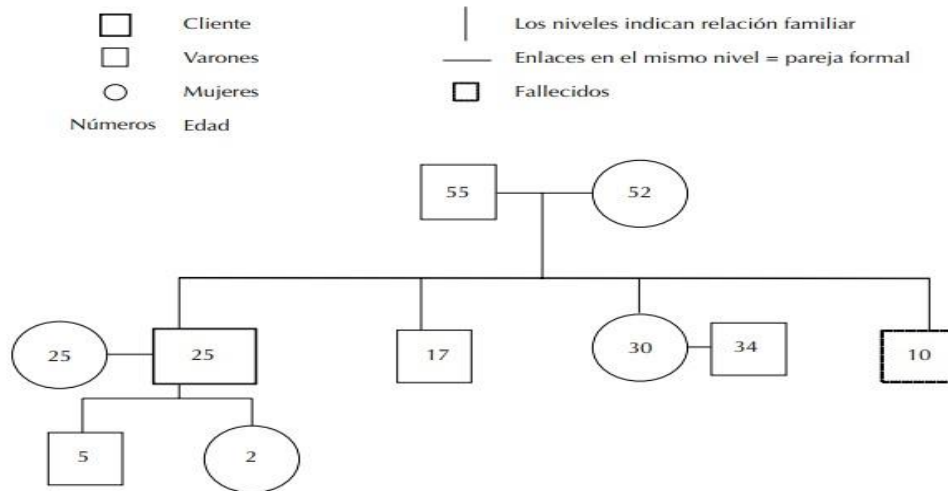 Cliente
Los niveles indican relación familiar
Varones
Enlaces en el mismo nivel = pareja formal
Mujeres
Fallecidos
Números Edad
55
52
25
25
17
30
34
10
5
2